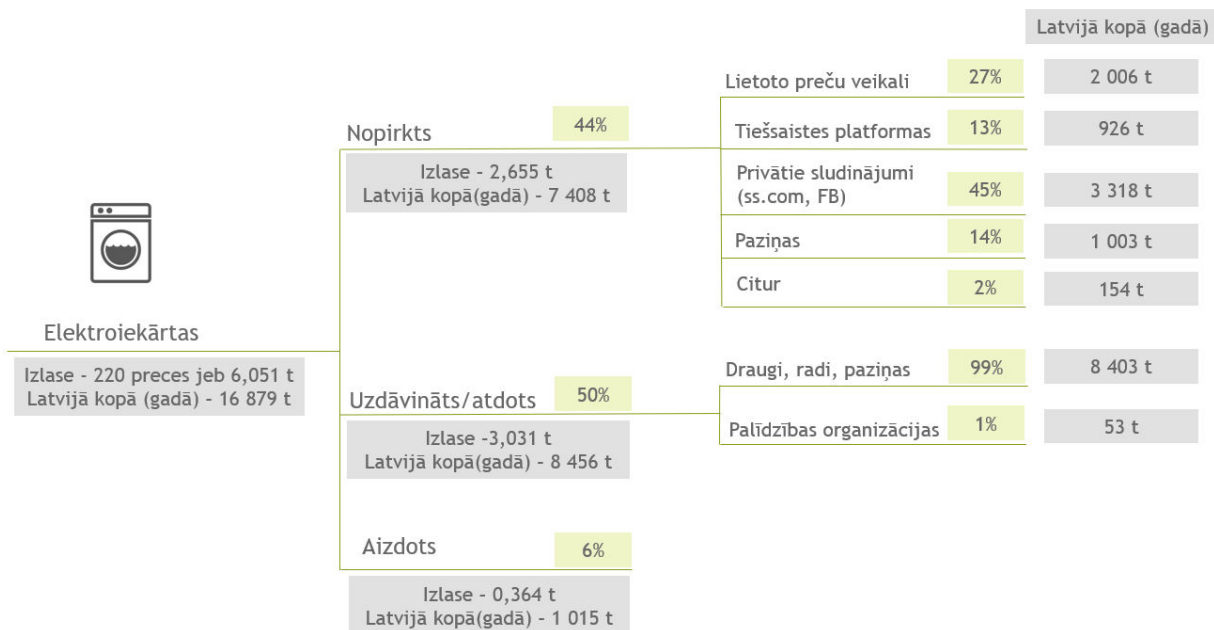 Latvijā kopā (gadā)
Lietoto preču veikali 27% 2 006 t
Nopirkts 44%
Tiešsaistes platformas 13% 926 t
Izlase - 2,655 t
Latvijā kopā(gadā) - 7 408 t
Privātie sludinājumi
(ss.com, FB) 45% 3 318 t
Paziņas 14% 1 003 t
Citur 2% 154 t
Elektroiekārtas
Izlase - 220 preces jeb 6,051 t
Latvijā kopā (gadā) - 16 879 t
Draugi, radi, paziņas 99% 8 403 t
Uzdāvināts/atdots 50%
Palīdzības organizācijas 1% 53 t
Izlase -3,031 t
Latvijā kopā(gadā) - 8 456 t
Aizdots 6%
Izlase - 0,364 t
Latvijā kopā(gadā) - 1 015 t